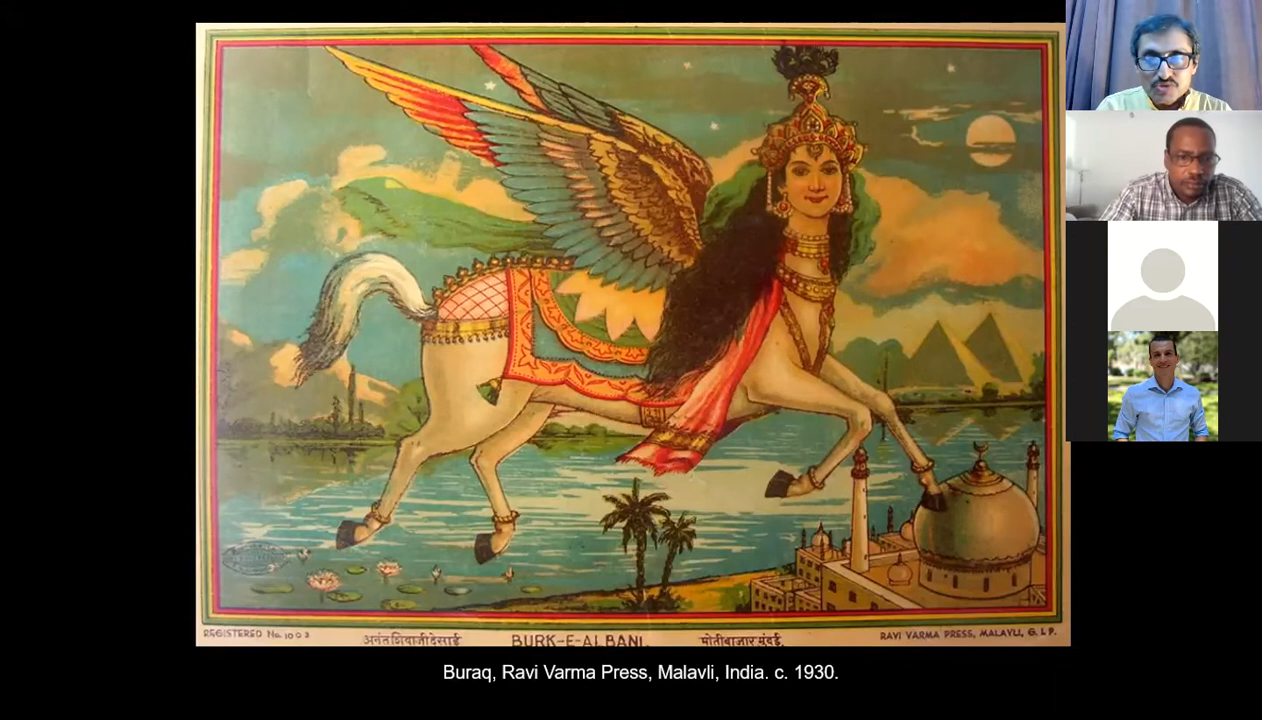 REGISTERED No. 1003
अनंतशिवाजीदेसाई
BURK-E-ALBANI.
मोतीबाजार मुंबई.
RAVI VARMA PRESS, MALAVLI, G. I. P.
Buraq, Ravi Varma Press, Malavli, India. c. 1930.